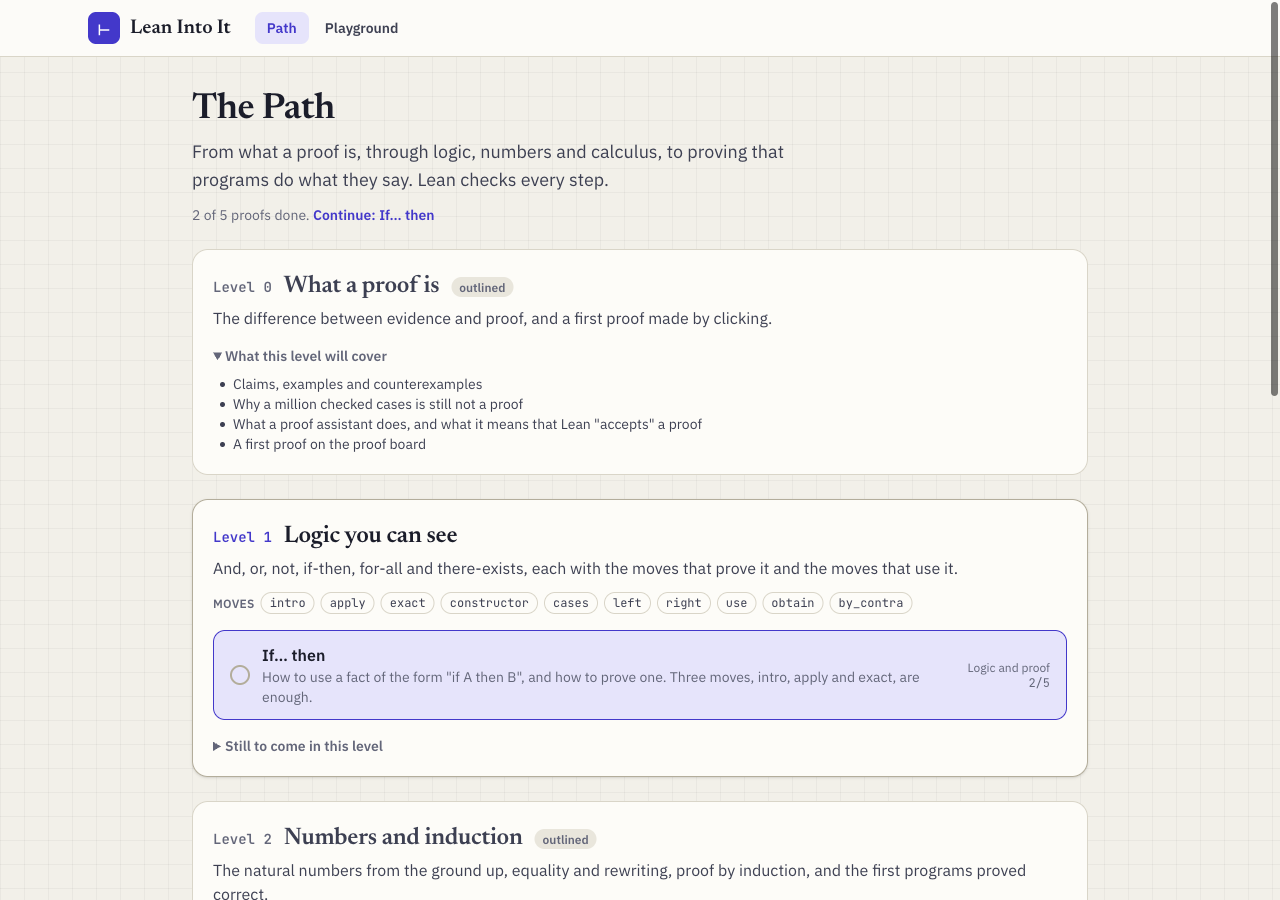 ⊢ Lean Into It Path Playground
The Path
From what a proof is, through logic, numbers and calculus, to proving that
programs do what they say. Lean checks every step.
2 of 5 proofs done. Continue: If... then
Level 0 What a proof is outlined
The difference between evidence and proof, and a first proof made by clicking.
▼ What this level will cover
• Claims, examples and counterexamples
• Why a million checked cases is still not a proof
• What a proof assistant does, and what it means that Lean "accepts" a proof
• A first proof on the proof board
Level 1 Logic you can see
And, or, not, if-then, for-all and there-exists, each with the moves that prove it and the moves that use it.
MOVES intro apply exact constructor cases left right use obtain by_contra
If... then
How to use a fact of the form "if A then B", and how to prove one. Three moves, intro, apply and exact, are
enough.
Logic and proof
2/5
▶ Still to come in this level
Level 2 Numbers and induction outlined
The natural numbers from the ground up, equality and rewriting, proof by induction, and the first programs proved
correct.